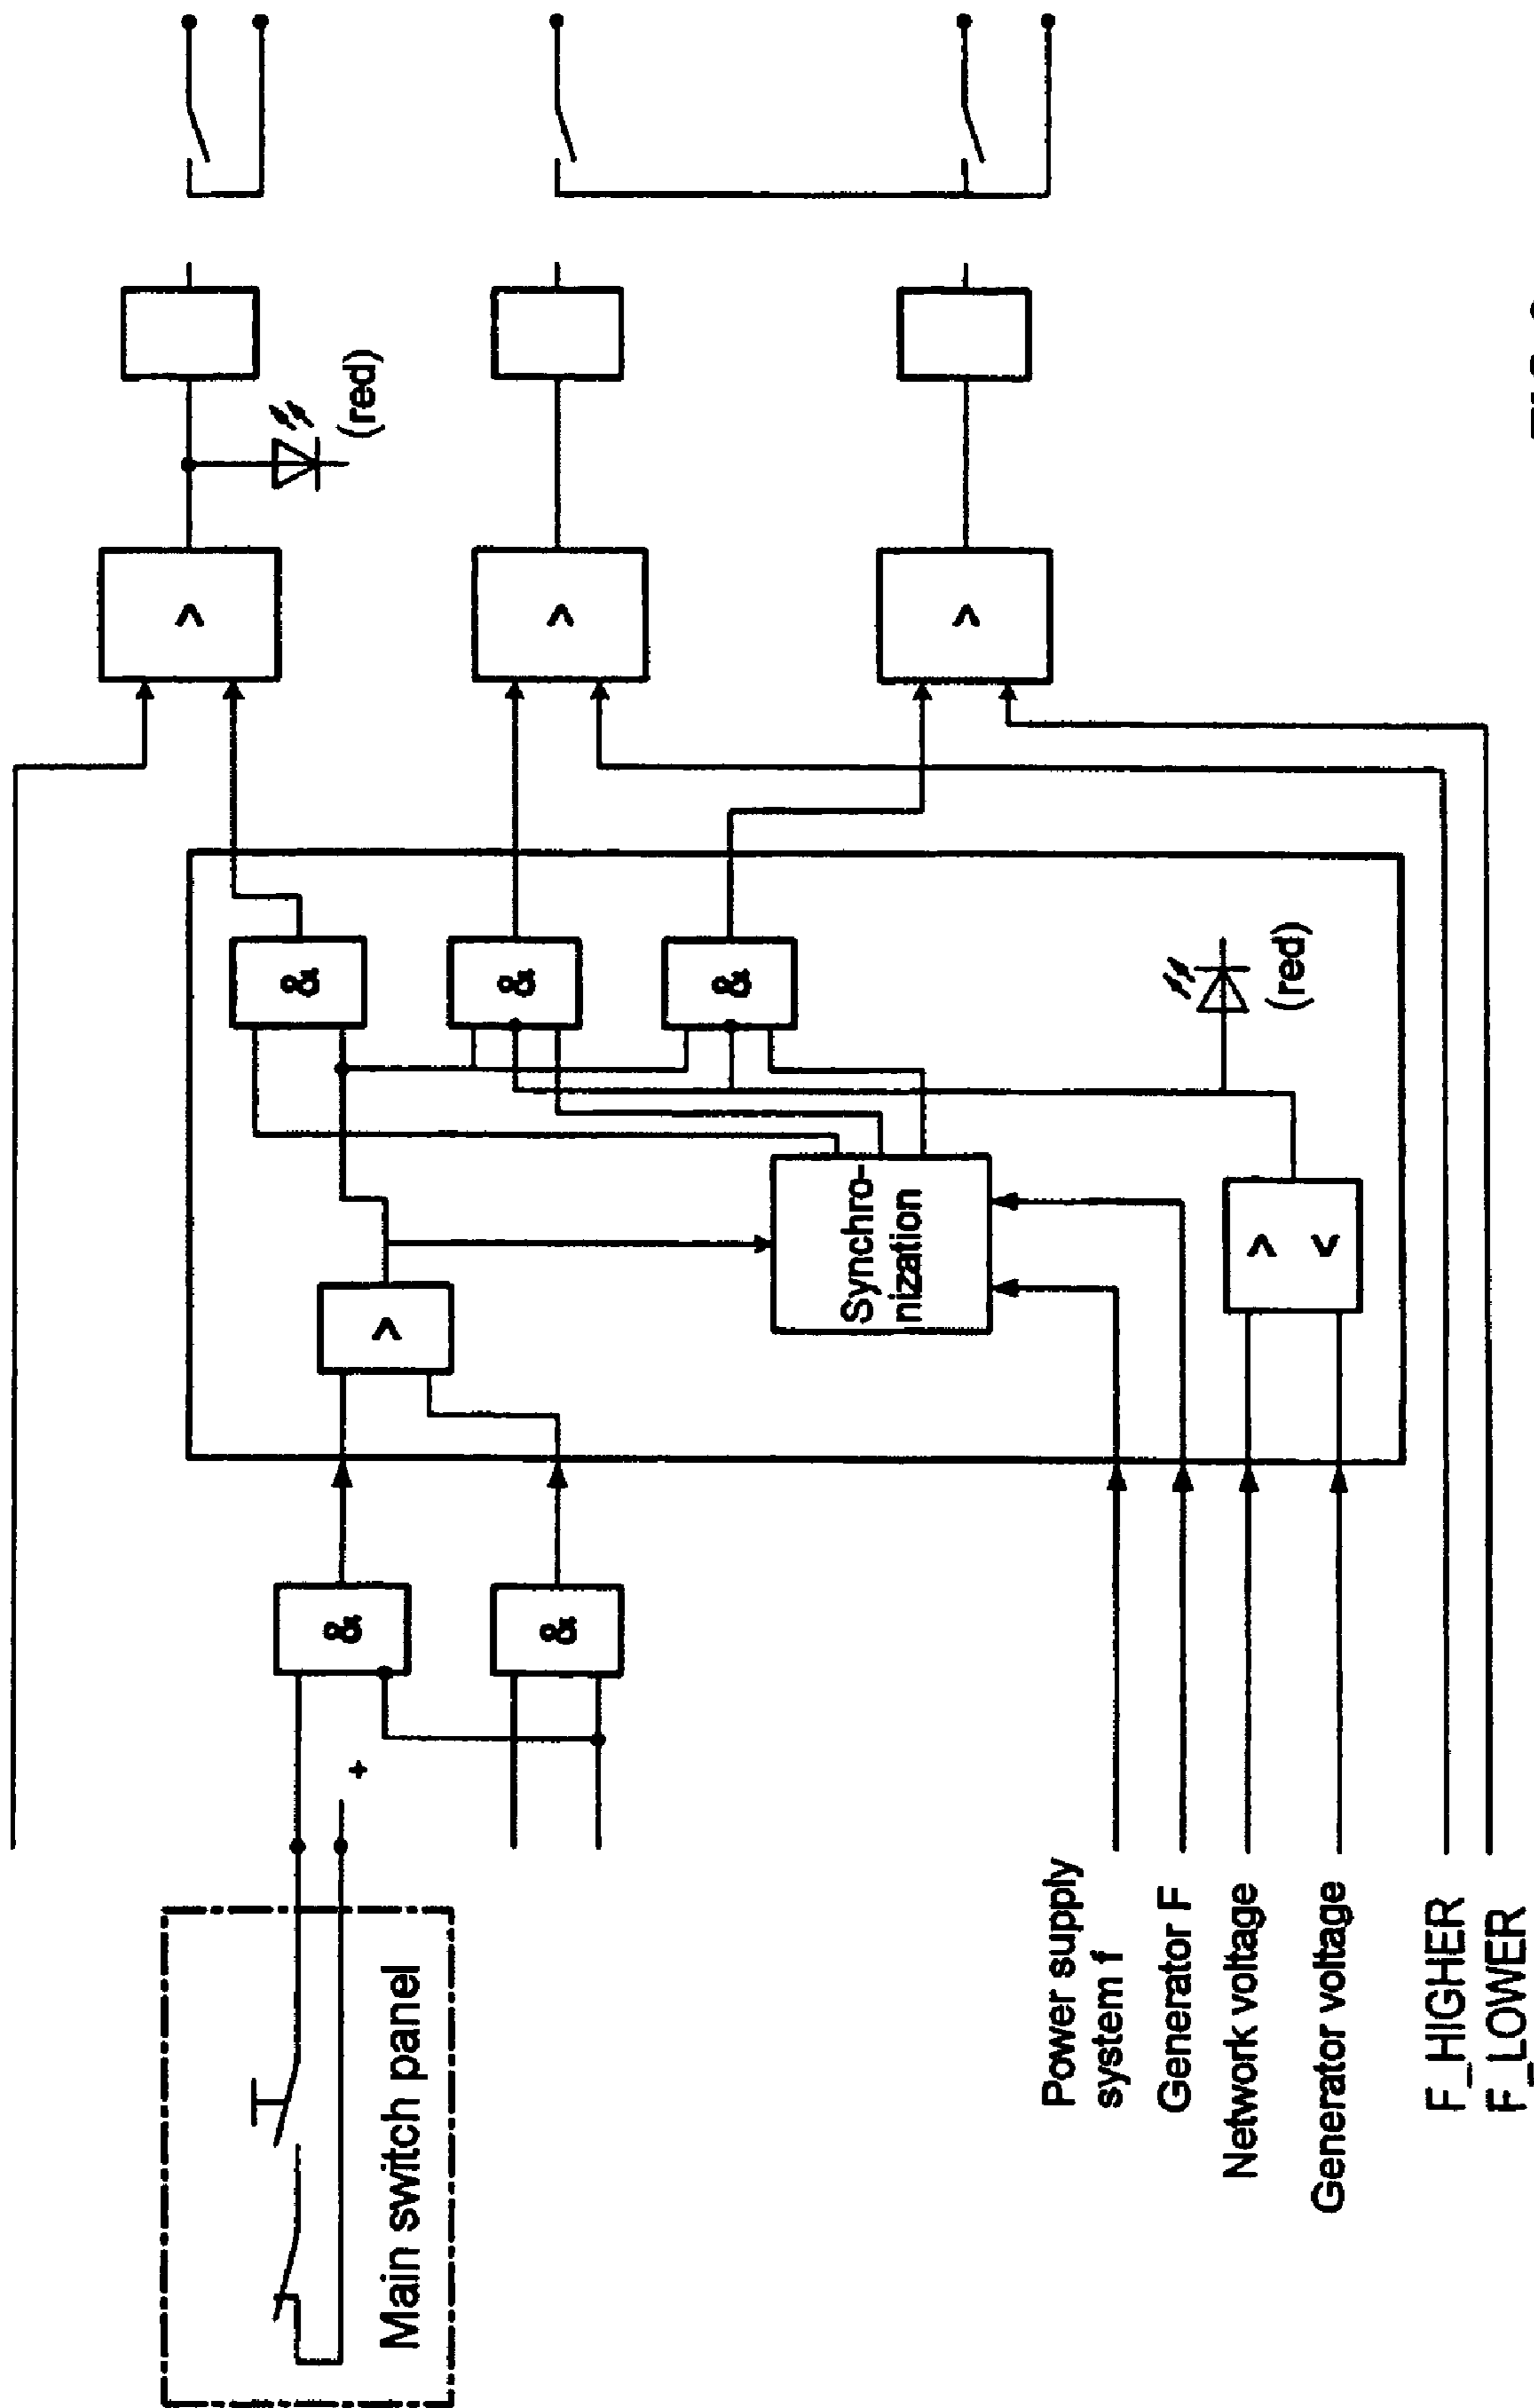 Main switch panel
+
&
&
>
Synchro-
nization
>
<
&
&
&
(red)
>
>
>
(red)
Power supply
system f
Generator F
Network voltage
Generator voltage
F_HIGHER
F_LOWER